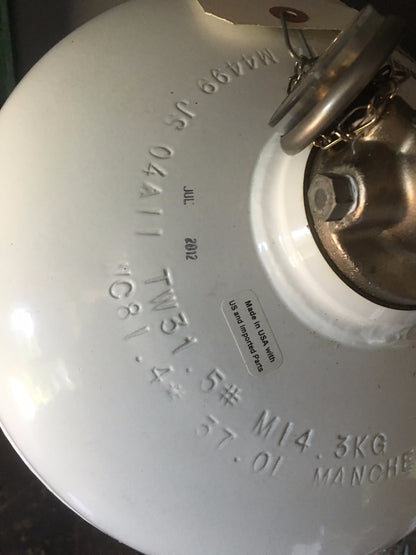 M4499 JS 04A11 TW31.5# M14.3KG
WC81.4# 37.0l MANCHE
JUL 2012
Made in USA with
US and Imported Parts